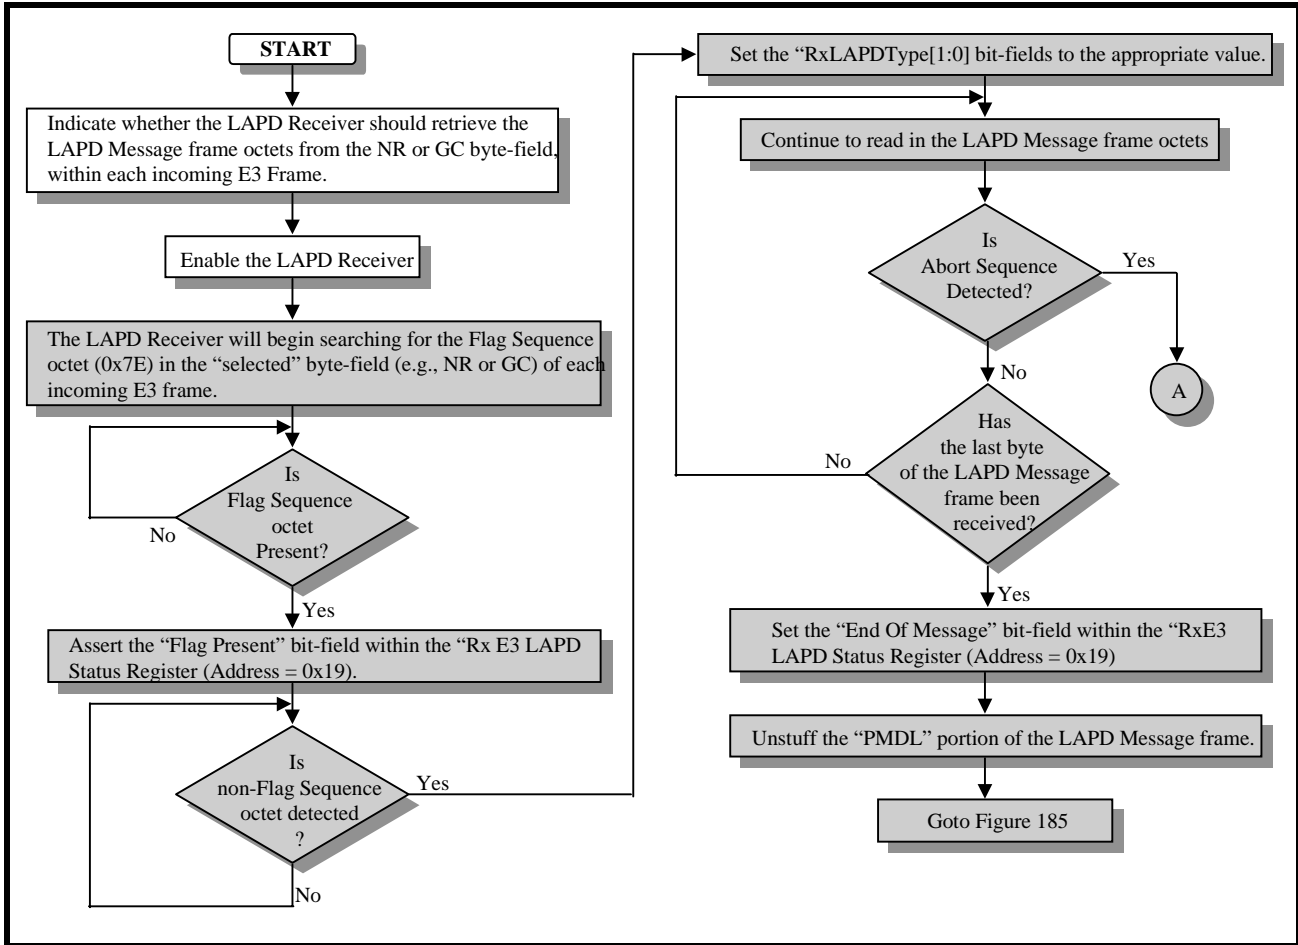 START
Indicate whether the LAPD Receiver should retrieve the
LAPD Message frame octets from the NR or GC byte-field,
within each incoming E3 Frame.
Enable the LAPD Receiver
The LAPD Receiver will begin searching for the Flag Sequence
octet (0x7E) in the “selected” byte-field (e.g., NR or GC) of each
incoming E3 frame.
Is
Flag Sequence
octet
Present?
No
Yes
Assert the “Flag Present” bit-field within the “Rx E3 LAPD
Status Register (Address = 0x19).
Is
non-Flag Sequence
octet detected
?
Yes
No
Set the “RxLAPDType[1:0] bit-fields to the appropriate value.
Continue to read in the LAPD Message frame octets
Is
Abort Sequence
Detected?
Yes
A
No
Has
the last byte
of the LAPD Message
frame been
received?
No
Yes
Set the “End Of Message” bit-field within the “RxE3
LAPD Status Register (Address = 0x19)
Unstuff the “PMDL” portion of the LAPD Message frame.
Goto Figure 185